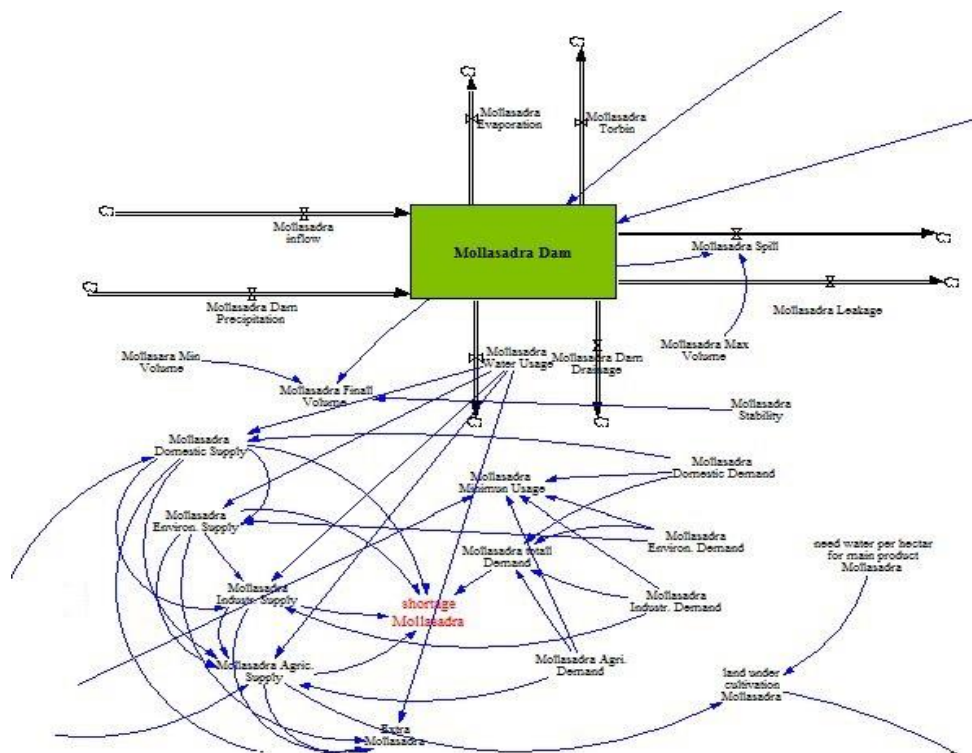 Mollasadra
Evaporation
Mollasadra
Torbin
Mollasadra
inflow
Mollasadra Dam
Mollasadra Spill
Mollasadra Dam
Precipitation
Mollasadra Leakage
Mollasara Min
Volume
Mollasadra
Water Usage
Mollasadra Dam
Drainage
Mollasadra Max
Volume
Mollasadra Finall
Volume
Mollasadra
Stability
Mollasadra
Domestic Supply
Mollasadra
Domestic Demand
Mollasadra
Minimun Usage
Mollasadra
Environ. Supply
Mollasadra totall
Demand
Mollasadra
Environ. Demand
need water per hectar
for main product
Mollasadra
Mollasadra
Industr. Supply
shortage
Mollasadra
Mollasadra
Industr. Demand
Mollasadra Agric.
Supply
Mollasadra Agri.
Demand
land under
cultivation
Mollasadra
Extra
Mollasadra